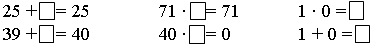 25 + □ = 25 71 · □ = 71 1 · 0 = □
39 + □ = 40 40 · □ = 0 1 + 0 = □